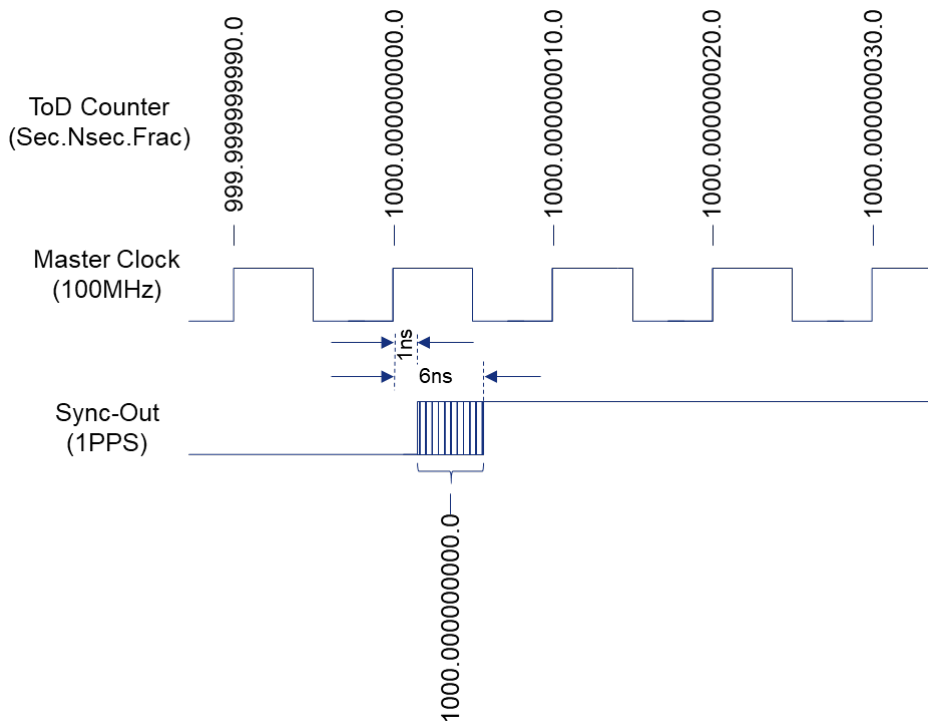 999.999999990.0
1000.000000000.0
1000.000000010.0
1000.000000020.0
1000.000000030.0
ToD Counter
(Sec.Nsec.Frac)
Master Clock
(100MHz)
1ns
6ns
Sync-Out
(1PPS)
1000.000000000.0